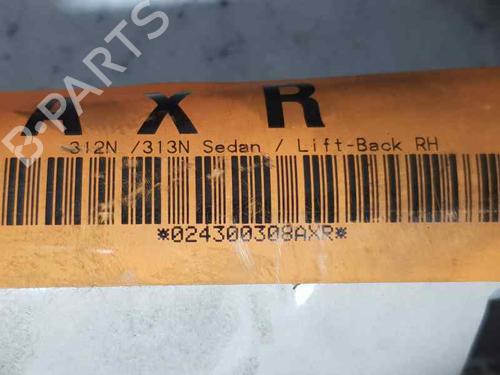 A X R
312N /313N Sedan / Lift-Back RH
*024300308AXR*
B-PARTS